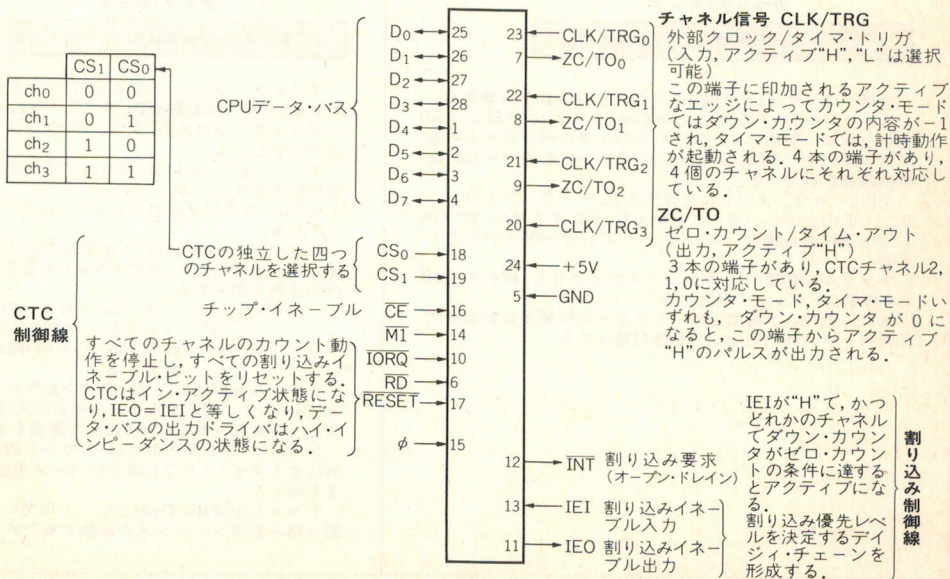 CS1 CS0
ch0 0 0
ch1 0 1
ch2 1 0
ch3 1 1
CPUデータ・バス
D0 25
D1 26
D2 27
D3 28
D4 1
D5 2
D6 3
D7 4
CTC
制御線
CTCの独立した四つ
のチャネルを選択する
CS0 18
CS1 19
チップ・イネーブル C̅E̅ 16
M̅1̅ 14
I̅O̅R̅Q̅ 10
R̅D̅ 6
R̅E̅S̅E̅T̅ 17
すべてのチャネルのカウント動
作を停止し,すべての割り込みイ
ネーブル・ビットをリセットする.
CTCはイン・アクティブ状態にな
り,IEO=IEIと等しくなり,デー
タ・バスの出力ドライバはハイ・イ
ンピーダンスの状態になる.
φ 15
23 CLK/TRG0
7 ZC/TO0
22 CLK/TRG1
8 ZC/TO1
21 CLK/TRG2
9 ZC/TO2
20 CLK/TRG3
24 +5V
5 GND
12 I̅N̅T̅ 割り込み要求
(オープン・ドレイン)
13 IEI 割り込みイネー
ブル入力
11 IEO 割り込みイネー
ブル出力
チャネル信号 CLK/TRG
外部クロック/タイマ・トリガ
(入力,アクティブ“H”,“L”は選択
可能)
この端子に印加されるアクティブ
なエッジによってカウンタ・モード
ではダウン・カウンタの内容が−1
され,タイマ・モードでは,計時動作
が起動される.4本の端子があり,
4個のチャネルにそれぞれ対応し
ている.
ZC/TO
ゼロ・カウント/タイム・アウト
(出力,アクティブ“H”)
3本の端子があり,CTCチャネル2,
1,0に対応している.
カウンタ・モード,タイマ・モードい
ずれも,ダウン・カウンタが0に
なると,この端子からアクティブ
“H”のパルスが出力される.
IEIが“H”で,かつ
どれかのチャネル
でダウン・カウン
タがゼロ・カウン
トの条件に達する
とアクティブにな
る.
割り込み優先レベ
ルを決定するデイ
ジィ・チェーンを
形成する.
割り込み制御線